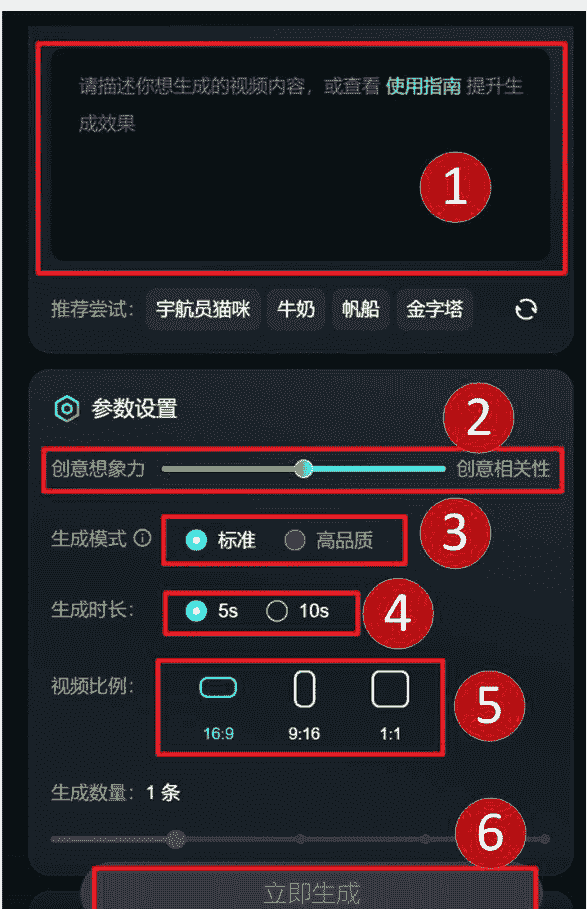 请描述你想生成的视频内容，或查看 使用指南 提升生
成效果
1
推荐尝试： 宇航员猫咪 牛奶 帆船 金字塔
参数设置
2
创意想象力 创意相关性
生成模式 标准 高品质
3
生成时长： 5s 10s
4
视频比例：
5
16:9 9:16 1:1
生成数量：1 条
6
立即生成